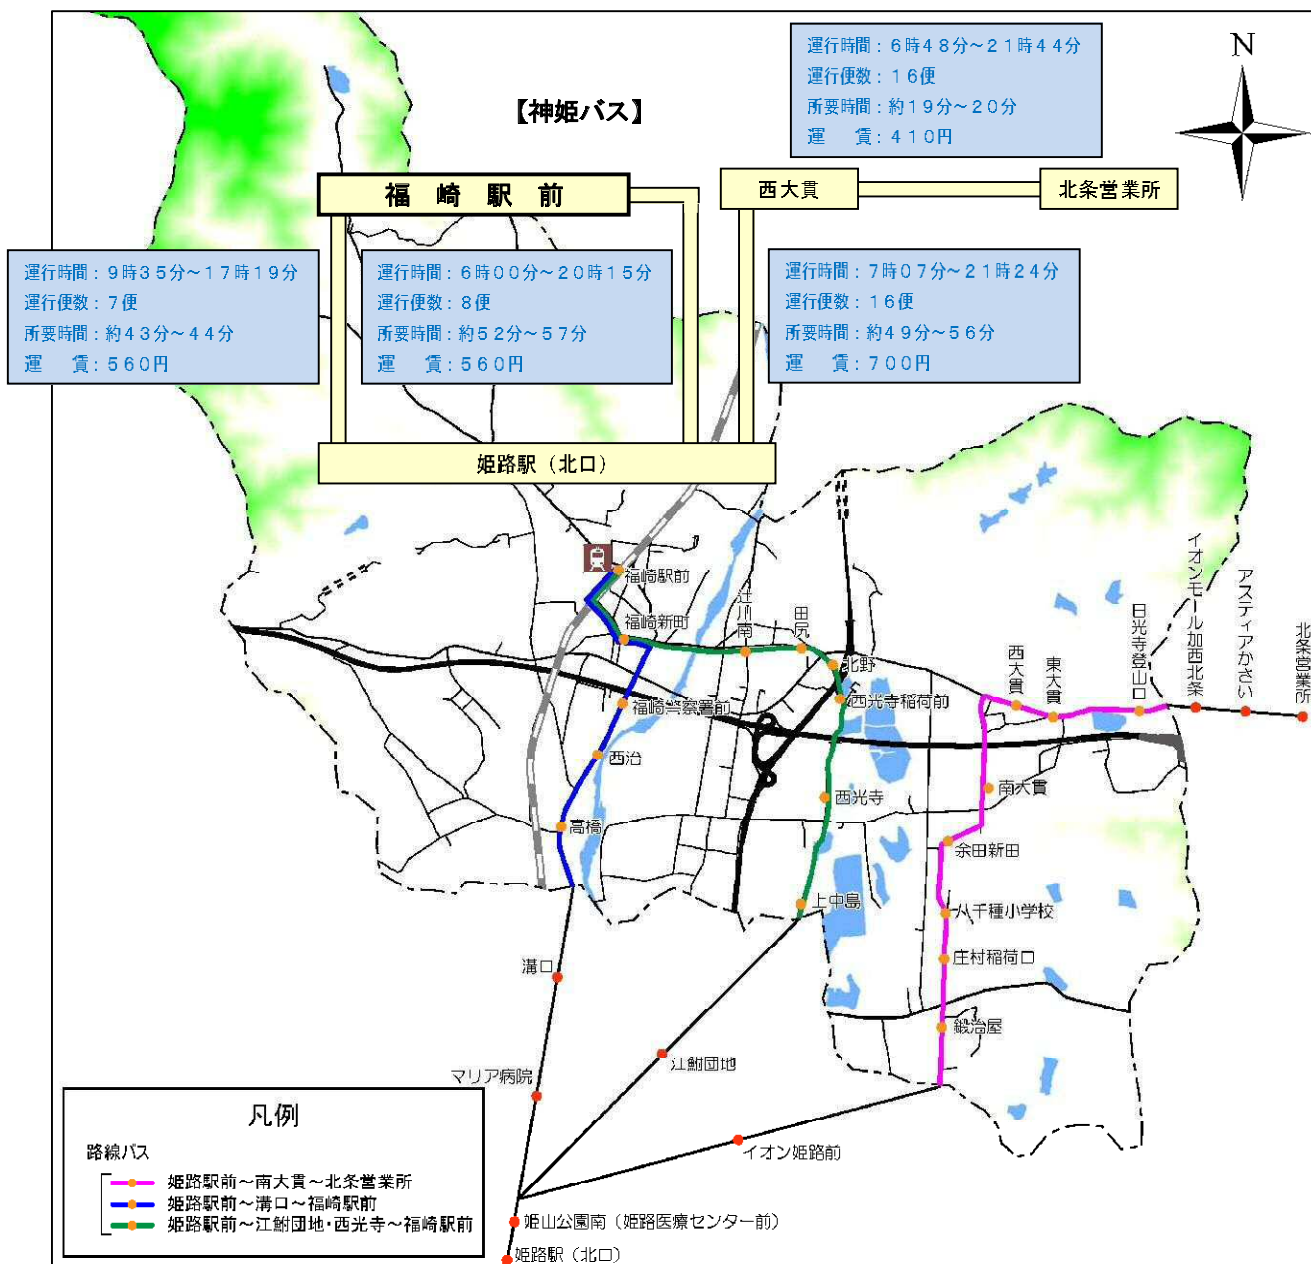 運行時間：６時４８分～２１時４４分
運行便数：１６便
所要時間：約１９分～２０分
運　賃：４１０円
N
【神姫バス】
福崎駅前
西大貫
北条営業所
運行時間：９時３５分～１７時１９分
運行便数：７便
所要時間：約４３分～４４分
運　賃：５６０円
運行時間：６時００分～２０時１５分
運行便数：８便
所要時間：約５２分～５７分
運　賃：５６０円
運行時間：７時０７分～２１時２４分
運行便数：１６便
所要時間：約４９分～５６分
運　賃：７００円
姫路駅（北口）
福崎駅前
福崎新町
辻川南
田尻
北野
西光寺稲荷前
西大貫
東大貫
日光寺登山口
イオンモール加西北条
アスティアかさい
北条営業所
福崎警察署前
西治
高橋
西光寺
上中島
南大貫
余田新田
八千種小学校
庄村稲荷口
鍛治屋
溝口
マリア病院
江鮒団地
イオン姫路前
姫山公園南（姫路医療センター前）
姫路駅（北口）
凡例
路線バス
姫路駅前～南大貫～北条営業所
姫路駅前～溝口～福崎駅前
姫路駅前～江鮒団地・西光寺～福崎駅前